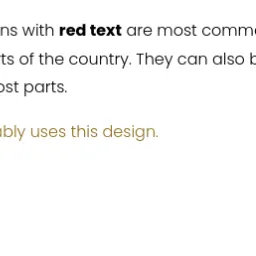 ns with red text are most comm
ts of the country. They can also b
ost parts.
ably uses this design.